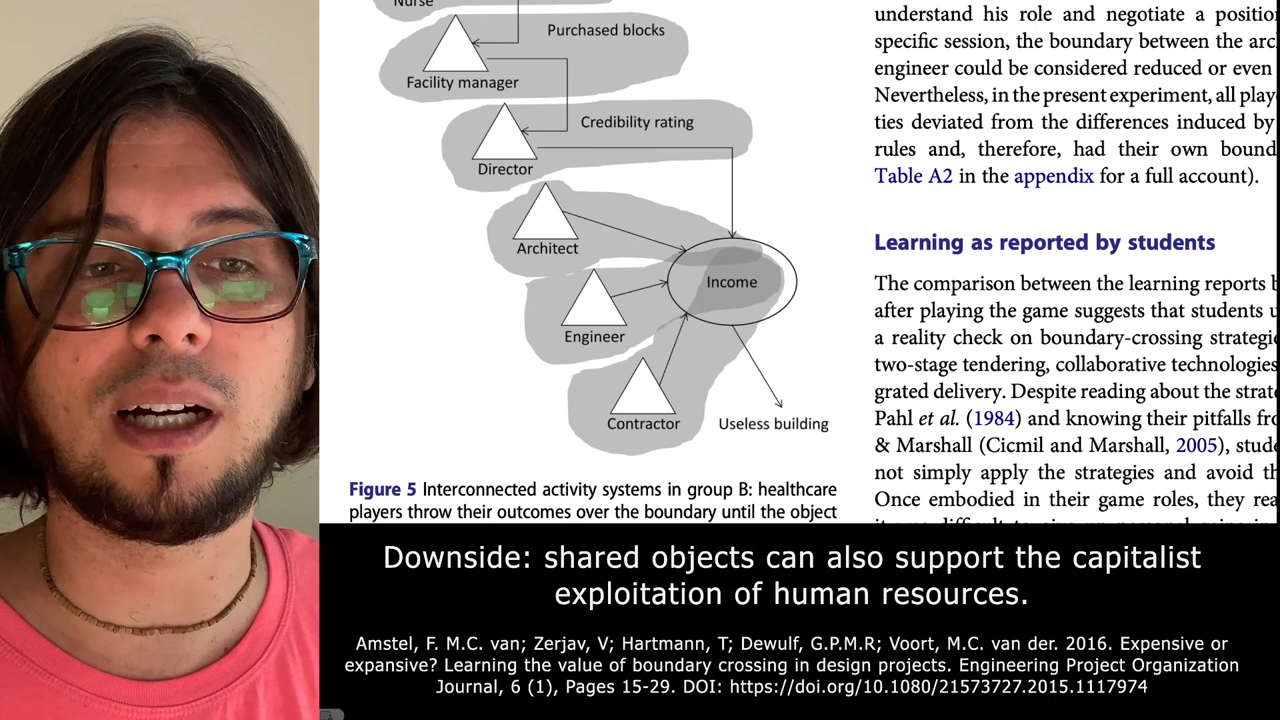 Nurse
Purchased blocks
Facility manager
Credibility rating
Director
Architect
Income
Engineer
Contractor
Useless building
Figure 5 Interconnected activity systems in group B: healthcare
players throw their outcomes over the boundary until the object
understand his role and negotiate a position
specific session, the boundary between the arc
engineer could be considered reduced or even
Nevertheless, in the present experiment, all play
ties deviated from the differences induced by
rules and, therefore, had their own bound
Table A2 in the appendix for a full account).
Learning as reported by students
The comparison between the learning reports b
after playing the game suggests that students u
a reality check on boundary-crossing strategi
two-stage tendering, collaborative technologies
grated delivery. Despite reading about the strat
Pahl et al. (1984) and knowing their pitfalls fr
& Marshall (Cicmil and Marshall, 2005), stud
not simply apply the strategies and avoid th
Once embodied in their game roles, they rea
Downside: shared objects can also support the capitalist
exploitation of human resources.
Amstel, F. M.C. van; Zerjav, V; Hartmann, T; Dewulf, G.P.M.R; Voort, M.C. van der. 2016. Expensive or
expansive? Learning the value of boundary crossing in design projects. Engineering Project Organization
Journal, 6 (1), Pages 15-29. DOI: https://doi.org/10.1080/21573727.2015.1117974